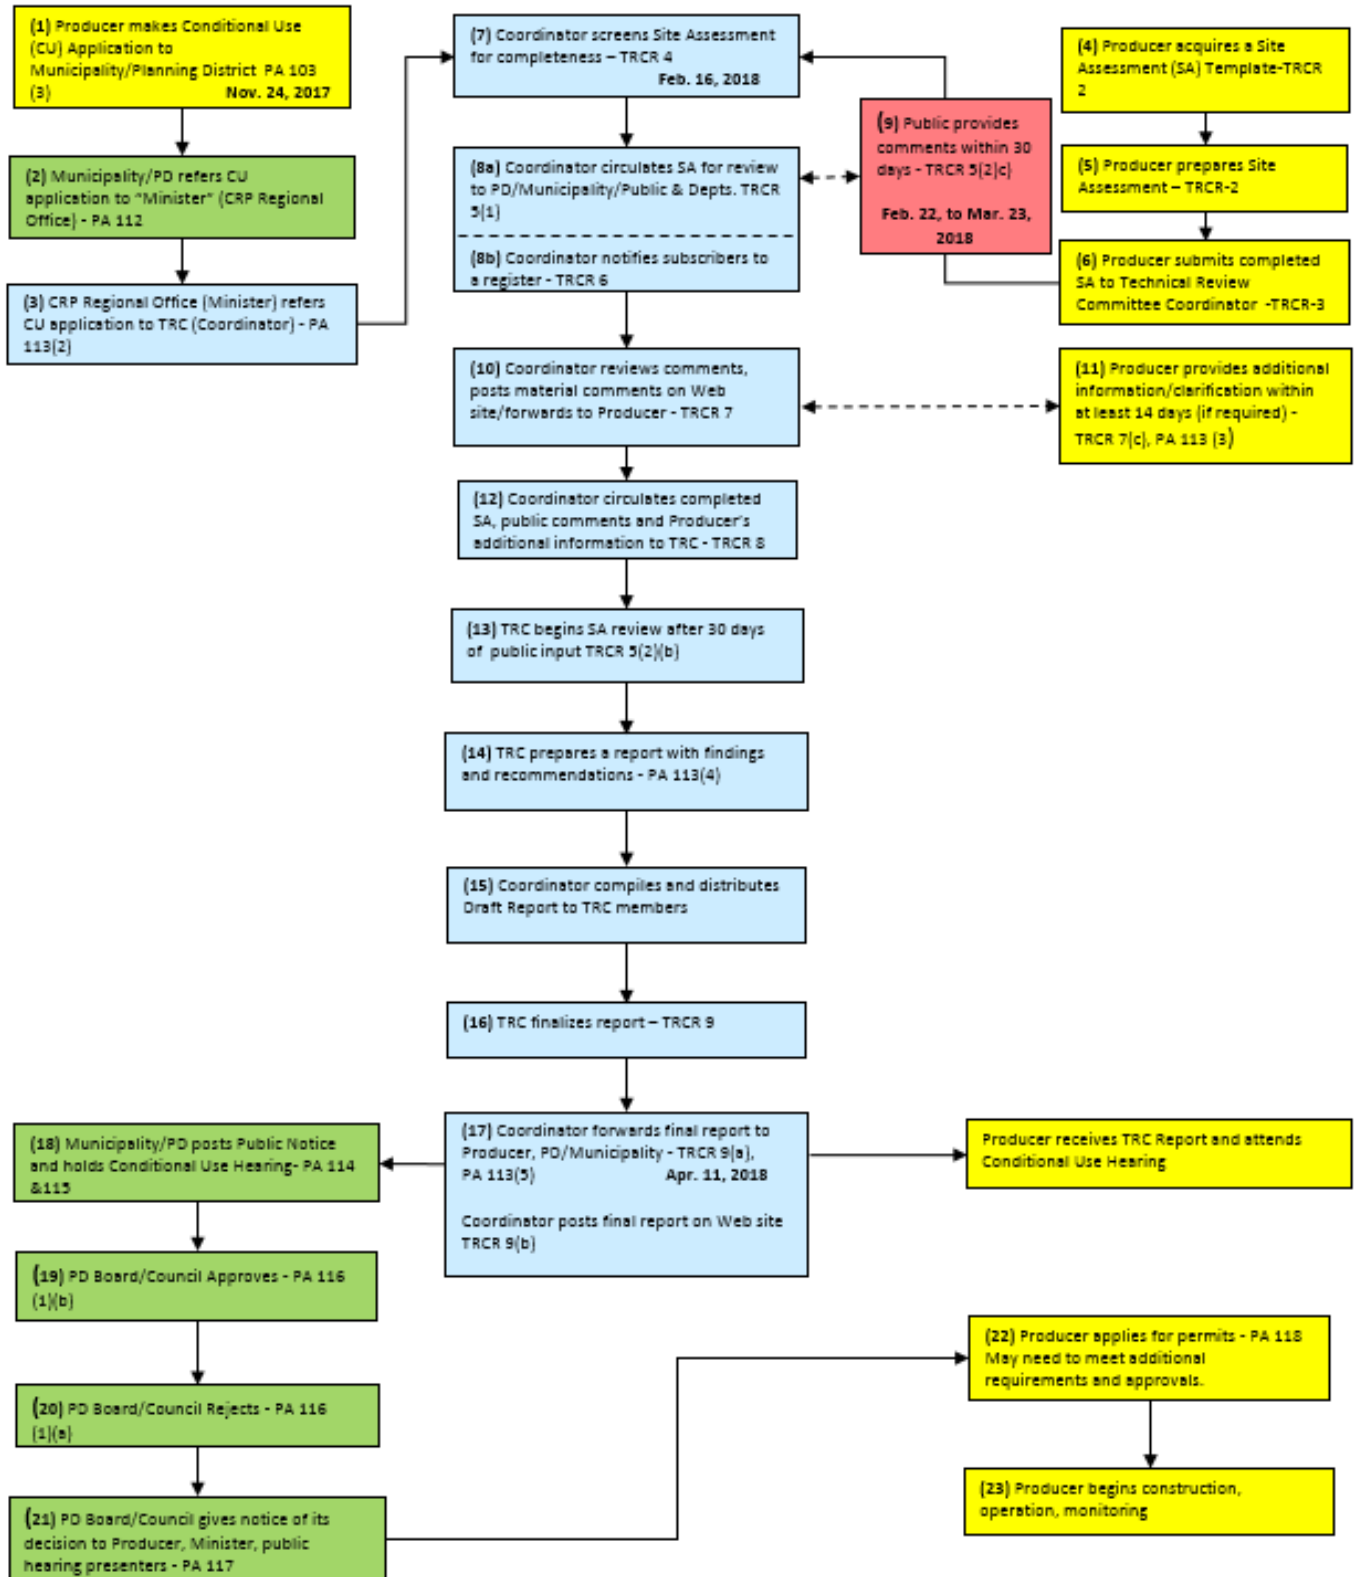 (1) Producer makes Conditional Use
(CU) Application to
Municipality/Planning District PA 103
(3) Nov. 24, 2017
(2) Municipality/PD refers CU
application to “Minister” (CRP Regional
Office) - PA 112
(3) CRP Regional Office (Minister) refers
CU application to TRC (Coordinator) - PA
113(2)
(7) Coordinator screens Site Assessment
for completeness – TRCR 4
Feb. 16, 2018
(8a) Coordinator circulates SA for review
to PD/Municipality/Public & Depts. TRCR
5(1)
(8b) Coordinator notifies subscribers to
a register - TRCR 6
(9) Public provides
comments within 30
days - TRCR 5(2)c)
Feb. 22, to Mar. 23,
2018
(4) Producer acquires a Site
Assessment (SA) Template-TRCR
2
(5) Producer prepares Site
Assessment – TRCR-2
(6) Producer submits completed
SA to Technical Review
Committee Coordinator -TRCR-3
(10) Coordinator reviews comments,
posts material comments on Web
site/forwards to Producer - TRCR 7
(11) Producer provides additional
information/clarification within
at least 14 days (if required) -
TRCR 7(c), PA 113 (3)
(12) Coordinator circulates completed
SA, public comments and Producer’s
additional information to TRC - TRCR 8
(13) TRC begins SA review after 30 days
of public input TRCR 5(2)(b)
(14) TRC prepares a report with findings
and recommendations - PA 113(4)
(15) Coordinator compiles and distributes
Draft Report to TRC members
(16) TRC finalizes report – TRCR 9
(17) Coordinator forwards final report to
Producer, PD/Municipality - TRCR 9(a),
PA 113(5) Apr. 11, 2018
Coordinator posts final report on Web site
TRCR 9(b)
Producer receives TRC Report and attends
Conditional Use Hearing
(18) Municipality/PD posts Public Notice
and holds Conditional Use Hearing- PA 114
&115
(19) PD Board/Council Approves - PA 116
(1)(b)
(20) PD Board/Council Rejects - PA 116
(1)(a)
(21) PD Board/Council gives notice of its
decision to Producer, Minister, public
hearing presenters - PA 117
(22) Producer applies for permits - PA 118
May need to meet additional
requirements and approvals.
(23) Producer begins construction,
operation, monitoring